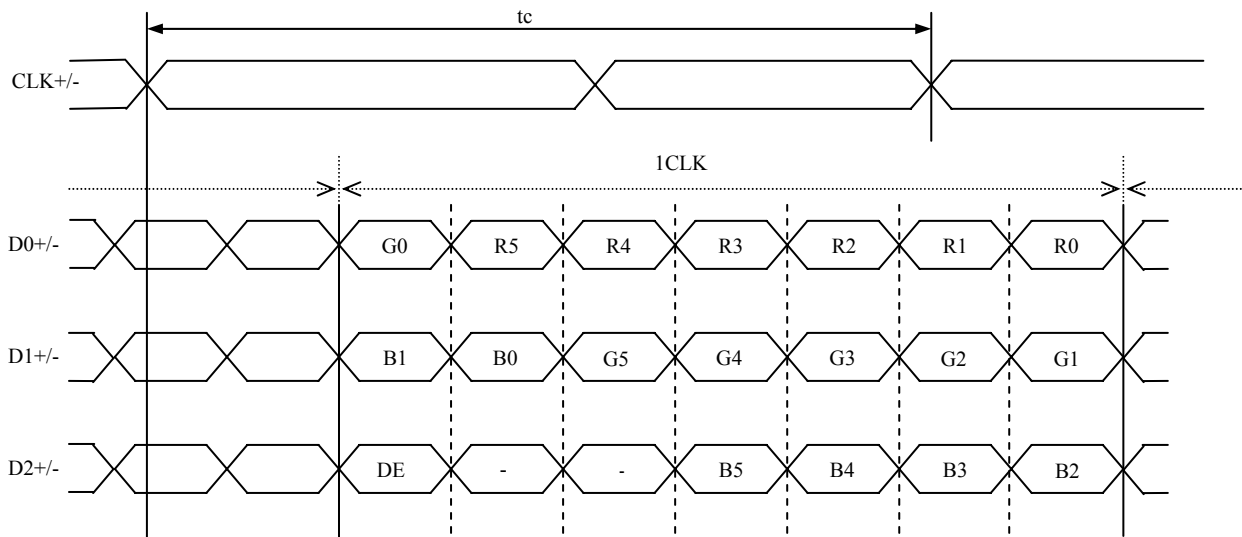 tc
CLK+/-
1CLK
D0+/- G0 R5 R4 R3 R2 R1 R0
D1+/- B1 B0 G5 G4 G3 G2 G1
D2+/- DE - - B5 B4 B3 B2